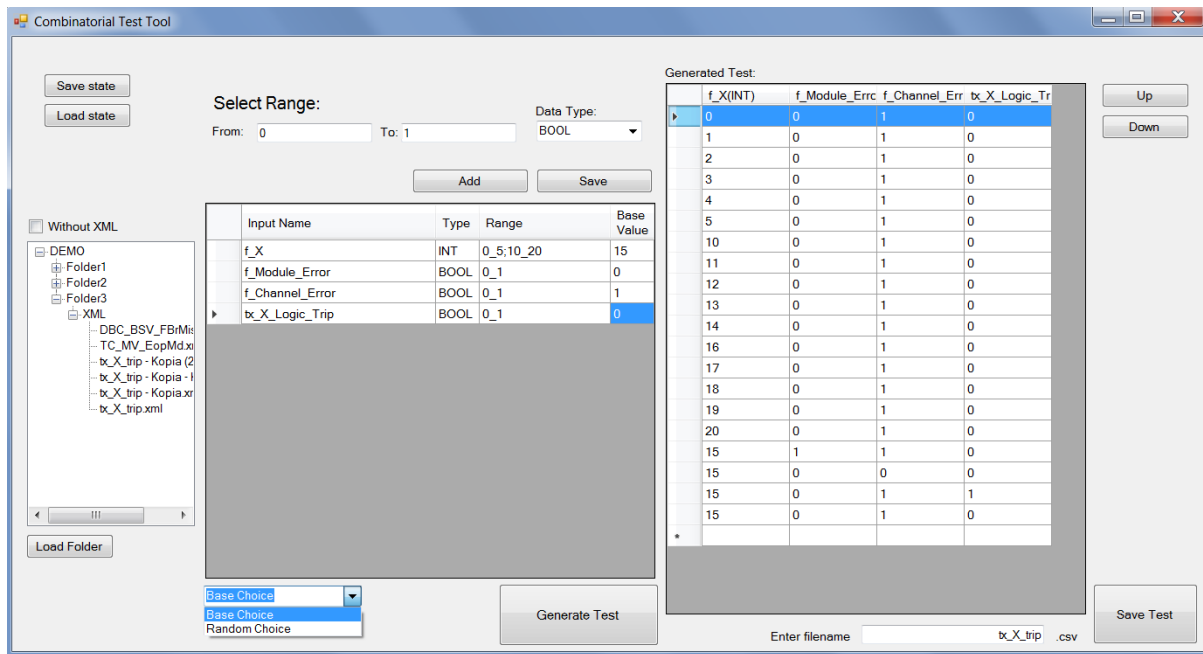 Combinatorial Test Tool
Save state
Load state
Select Range:
From: 0 To: 1
Data Type:
BOOL
Add Save
Without XML
DEMO
Folder1
Folder2
Folder3
XML
DBC_BSV_FBrMis
TC_MV_EopMd.x
tx_X_trip - Kopia (2
tx_X_trip - Kopia -
tx_X_trip - Kopia.xr
tx_X_trip.xml
Load Folder
Input Name Type Range Base Value
f_X INT 0_5;10_20 15
f_Module_Error BOOL 0_1 0
f_Channel_Error BOOL 0_1 1
tx_X_Logic_Trip BOOL 0_1 0
Base Choice
Base Choice
Random Choice
Generate Test
Generated Test:
f_X(INT) f_Module_Errc f_Channel_Err tx_X_Logic_Tr
0 0 1 0
1 0 1 0
2 0 1 0
3 0 1 0
4 0 1 0
5 0 1 0
10 0 1 0
11 0 1 0
12 0 1 0
13 0 1 0
14 0 1 0
16 0 1 0
17 0 1 0
18 0 1 0
19 0 1 0
20 0 1 0
15 1 1 0
15 0 0 0
15 0 1 1
15 0 1 0
*
Up
Down
Enter filename tx_X_trip .csv
Save Test